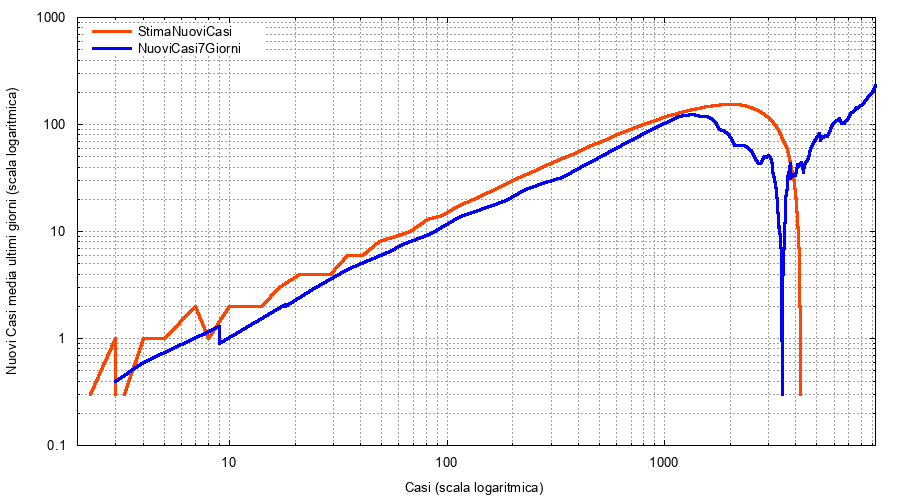 1000
100
10
1
0.1
Nuovi Casi media ultimi giorni (scala logaritmica)
StimaNuoviCasi
NuoviCasi7Giorni
10
100
1000
Casi (scala logaritmica)